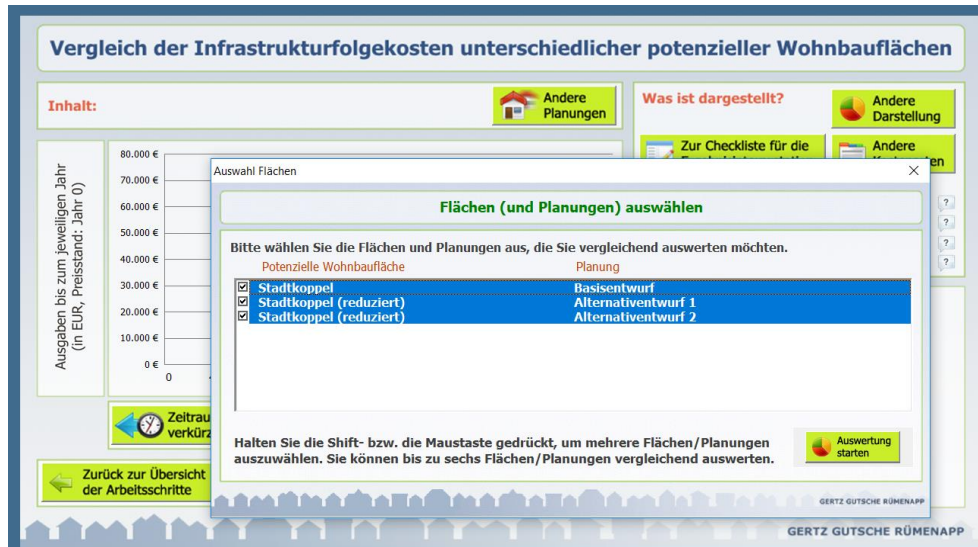 Vergleich der Infrastrukturfolgekosten unterschiedlicher potenzieller Wohnbauflächen
Inhalt:
Andere
Planungen
Was ist dargestellt?
Andere
Darstellung
Zur Checkliste für die
Andere
Ausgaben bis zum jeweiligen Jahr
(in EUR, Preisstand: Jahr 0)
80.000 €
70.000 €
60.000 €
50.000 €
40.000 €
30.000 €
20.000 €
10.000 €
0 €
0
Auswahl Flächen
Flächen (und Planungen) auswählen
Bitte wählen Sie die Flächen und Planungen aus, die Sie vergleichend auswerten möchten.
Potenzielle Wohnbaufläche Planung
Stadtkoppel Basisentwurf
Stadtkoppel (reduziert) Alternativentwurf 1
Stadtkoppel (reduziert) Alternativentwurf 2
Halten Sie die Shift- bzw. die Maustaste gedrückt, um mehrere Flächen/Planungen
auszuwählen. Sie können bis zu sechs Flächen/Planungen vergleichend auswerten.
Auswertung
starten
GERTZ GUTSCHE RÜMENAPP
?
?
?
?
Zeitrau
verkürz
Zurück zur Übersicht
der Arbeitsschritte
GERTZ GUTSCHE RÜMENAPP